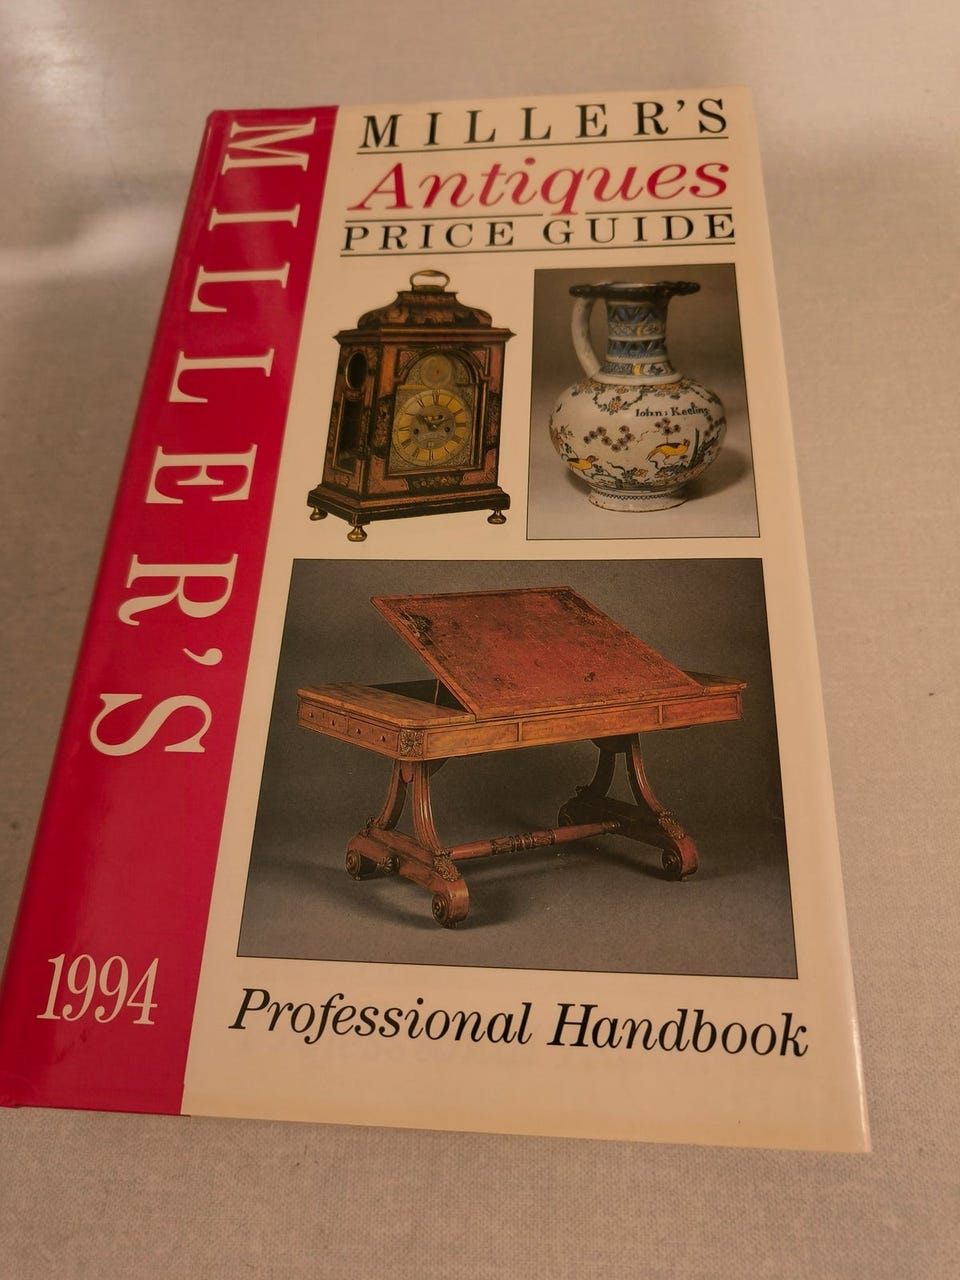 MILLER'S
1994
MILLER'S
Antiques
PRICE GUIDE
John: Keeling
Professional Handbook